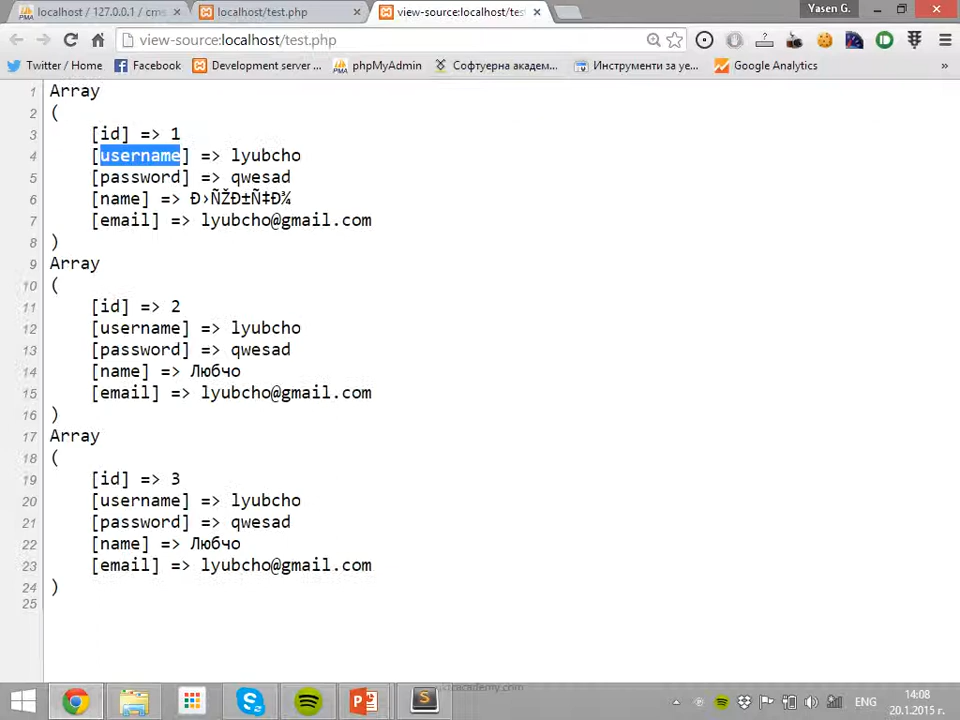 localhost / 127.0.0.1 / cms
localhost/test.php
view-source:localhost/tes
Yasen G.
view-source:localhost/test.php
Twitter / Home
Facebook
Development server ...
phpMyAdmin
Софтуерна академ...
Инструменти за уе...
Google Analytics
»
1 Array
2 (
3 [id] => 1
4 [username] => lyubcho
5 [password] => qwesad
6 [name] => Ð›ÑŽÐ±Ñ‡Ð¾
7 [email] => lyubcho@gmail.com
8 )
9 Array
10 (
11 [id] => 2
12 [username] => lyubcho
13 [password] => qwesad
14 [name] => Любчо
15 [email] => lyubcho@gmail.com
16 )
17 Array
18 (
19 [id] => 3
20 [username] => lyubcho
21 [password] => qwesad
22 [name] => Любчо
23 [email] => lyubcho@gmail.com
24 )
25
ENG
14:08
20.1.2015 г.